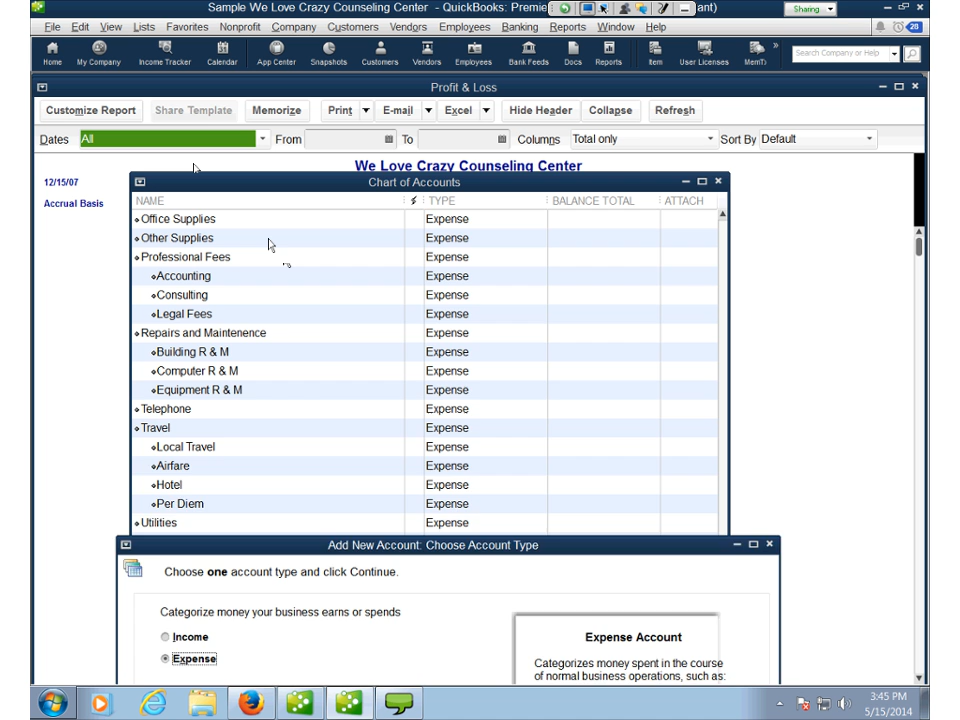 Sample We Love Crazy Counseling Center - QuickBooks: Premie ant)
Sharing
File Edit View Lists Favorites Nonprofit Company Customers Vendors Employees Banking Reports Window Help
28
Home My Company Income Tracker Calendar App Center Snapshots Customers Vendors Employees Bank Feeds Docs Reports Item User Licenses MemTi » Search Company or Help
Profit & Loss
Customize Report Share Template Memorize Print E-mail Excel Hide Header Collapse Refresh
Dates All From To Columns Total only Sort By Default
We Love Crazy Counseling Center
12/15/07
Accrual Basis
Chart of Accounts
NAME TYPE BALANCE TOTAL ATTACH
Office Supplies Expense
Other Supplies Expense
Professional Fees Expense
Accounting Expense
Consulting Expense
Legal Fees Expense
Repairs and Maintenence Expense
Building R & M Expense
Computer R & M Expense
Equipment R & M Expense
Telephone Expense
Travel Expense
Local Travel Expense
Airfare Expense
Hotel Expense
Per Diem Expense
Utilities Expense
Add New Account: Choose Account Type
Choose one account type and click Continue.
Categorize money your business earns or spends
Income
Expense
Expense Account
Categorizes money spent in the course
of normal business operations, such as:
3:45 PM
5/15/2014